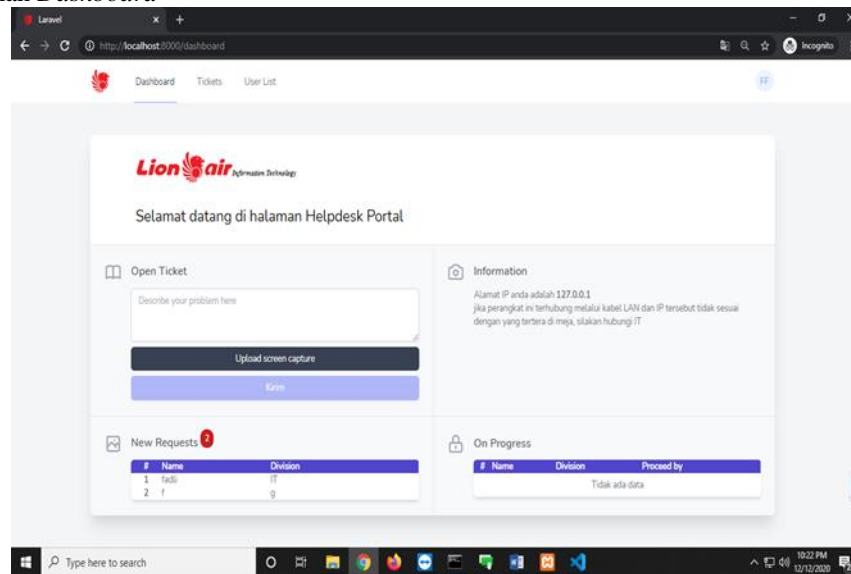 Dashboard
Laravel
http://localhost:8000/dashboard
Incognito
Dashboard Tickets User List
FF
Lion air Information Technology
Selamat datang di halaman Helpdesk Portal
Open Ticket
Describe your problem here
Upload screen capture
Kirim
Information
Alamat IP anda adalah 127.0.0.1
jika perangkat ini terhubung melalui kabel LAN dan IP tersebut tidak sesuai
dengan yang tertera di meja, silakan hubungi IT
New Requests 2
# Name Division
1 fadli IT
2 f g
On Progress
# Name Division Proceed by
Tidak ada data
Type here to search
10:22 PM
12/12/2020